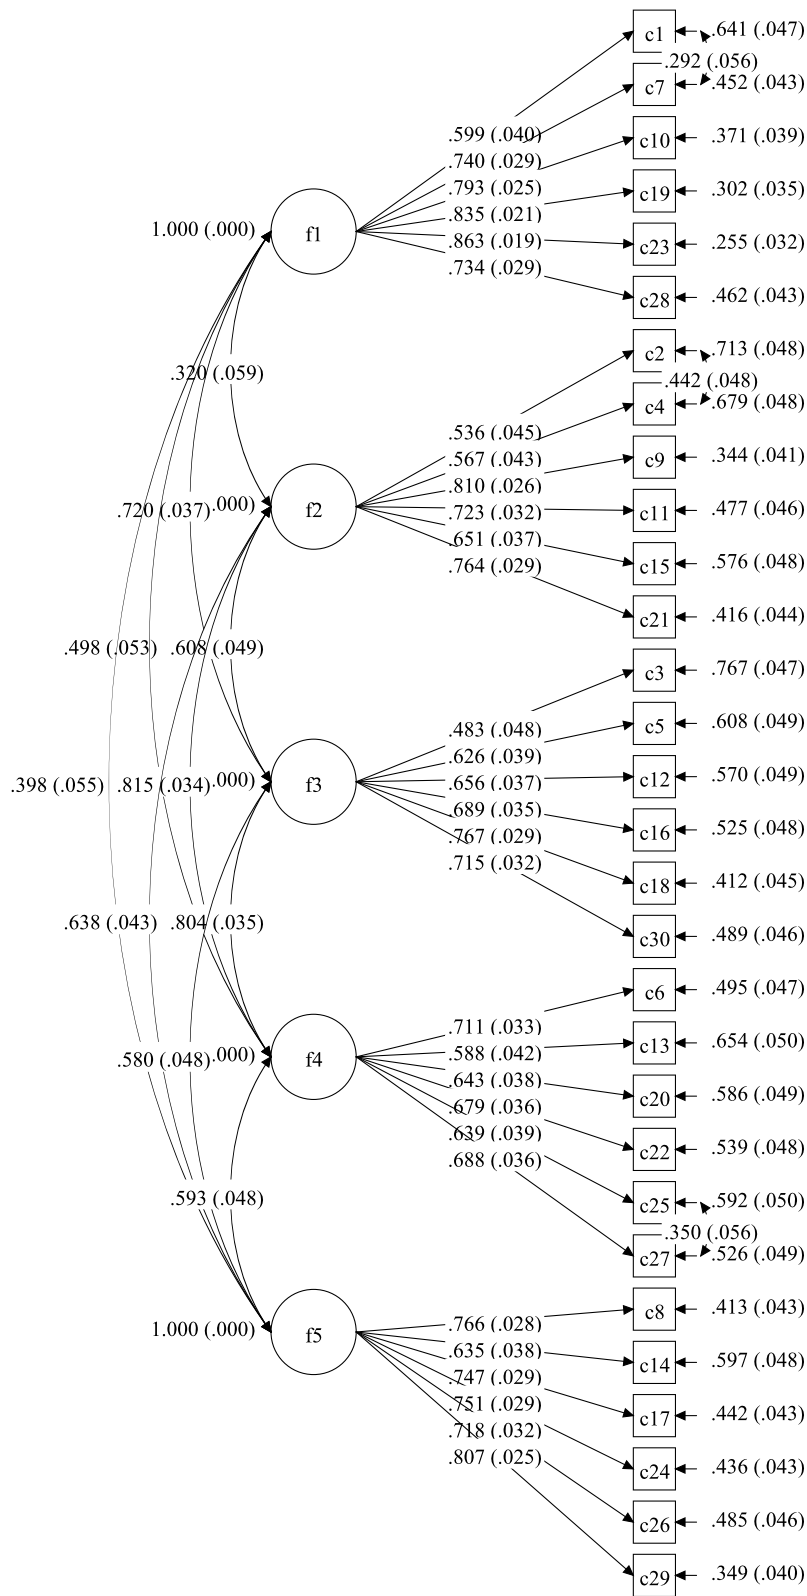 c1 .641 (.047)
.292 (.056)
c7 .452 (.043)
.599 (.040)
c10 .371 (.039)
.740 (.029)
.793 (.025)
c19 .302 (.035)
.835 (.021)
1.000 (.000) f1
.863 (.019)
c23 .255 (.032)
.734 (.029)
c28 .462 (.043)
c2 .713 (.048)
.320 (.059)
.442 (.048)
c4 .679 (.048)
.536 (.045)
.567 (.043)
c9 .344 (.041)
.810 (.026)
.720 (.037) .000) f2
.723 (.032)
c11 .477 (.046)
.651 (.037)
c15 .576 (.048)
.764 (.029)
c21 .416 (.044)
.498 (.053) .608 (.049)
c3 .767 (.047)
c5 .608 (.049)
.483 (.048)
.626 (.039)
c12 .570 (.049)
.398 (.055) .815 (.034) .000) f3
.656 (.037)
.689 (.035)
c16 .525 (.048)
.767 (.029)
.715 (.032)
c18 .412 (.045)
.638 (.043) .804 (.035)
c30 .489 (.046)
c6 .495 (.047)
.711 (.033)
c13 .654 (.050)
.588 (.042)
.580 (.048) .000) f4
.643 (.038)
c20 .586 (.049)
.679 (.036)
.639 (.039)
c22 .539 (.048)
.688 (.036)
.593 (.048)
c25 .592 (.050)
.350 (.056)
c27 .526 (.049)
c8 .413 (.043)
.766 (.028)
1.000 (.000) f5
.635 (.038)
c14 .597 (.048)
.747 (.029)
.751 (.029)
c17 .442 (.043)
.718 (.032)
.807 (.025)
c24 .436 (.043)
c26 .485 (.046)
c29 .349 (.040)